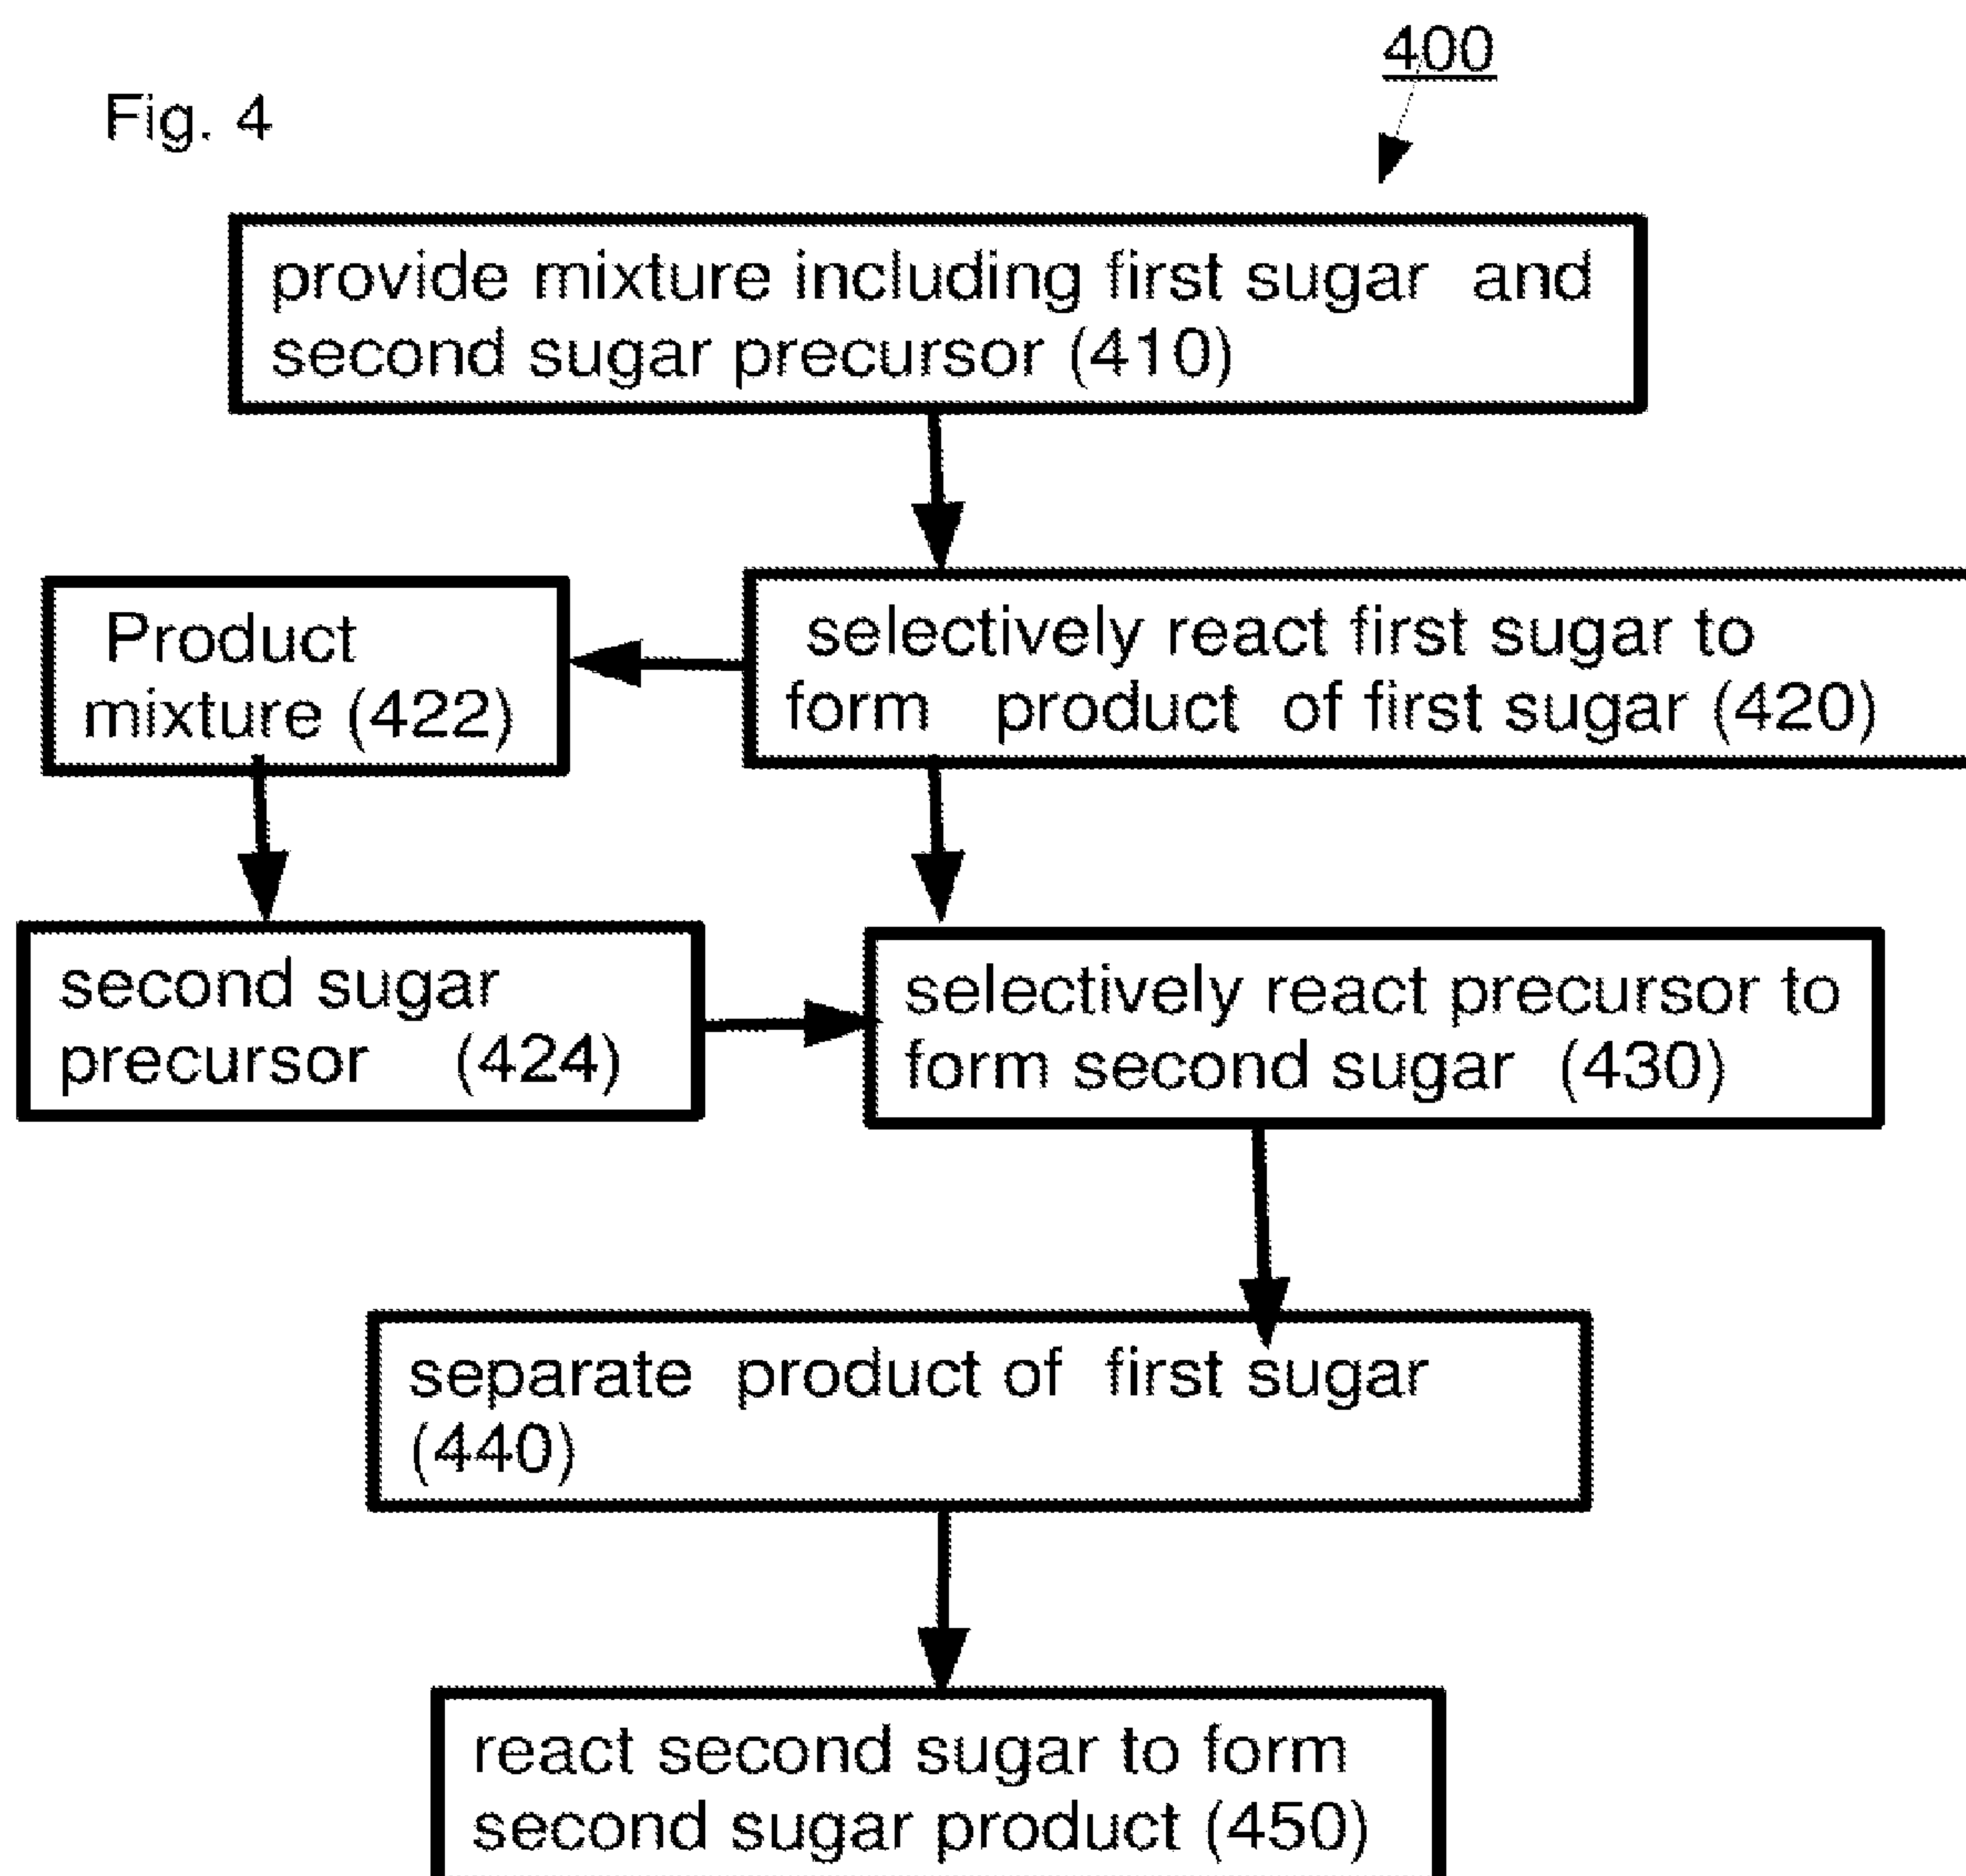 400
Fig. 4
provide mixture including first sugar and
second sugar precursor (410)
Product
mixture (422)
selectively react first sugar to
form product of first sugar (420)
second sugar
precursor (424)
selectively react precursor to
form second sugar (430)
separate product of first sugar
(440)
react second sugar to form
second sugar product (450)